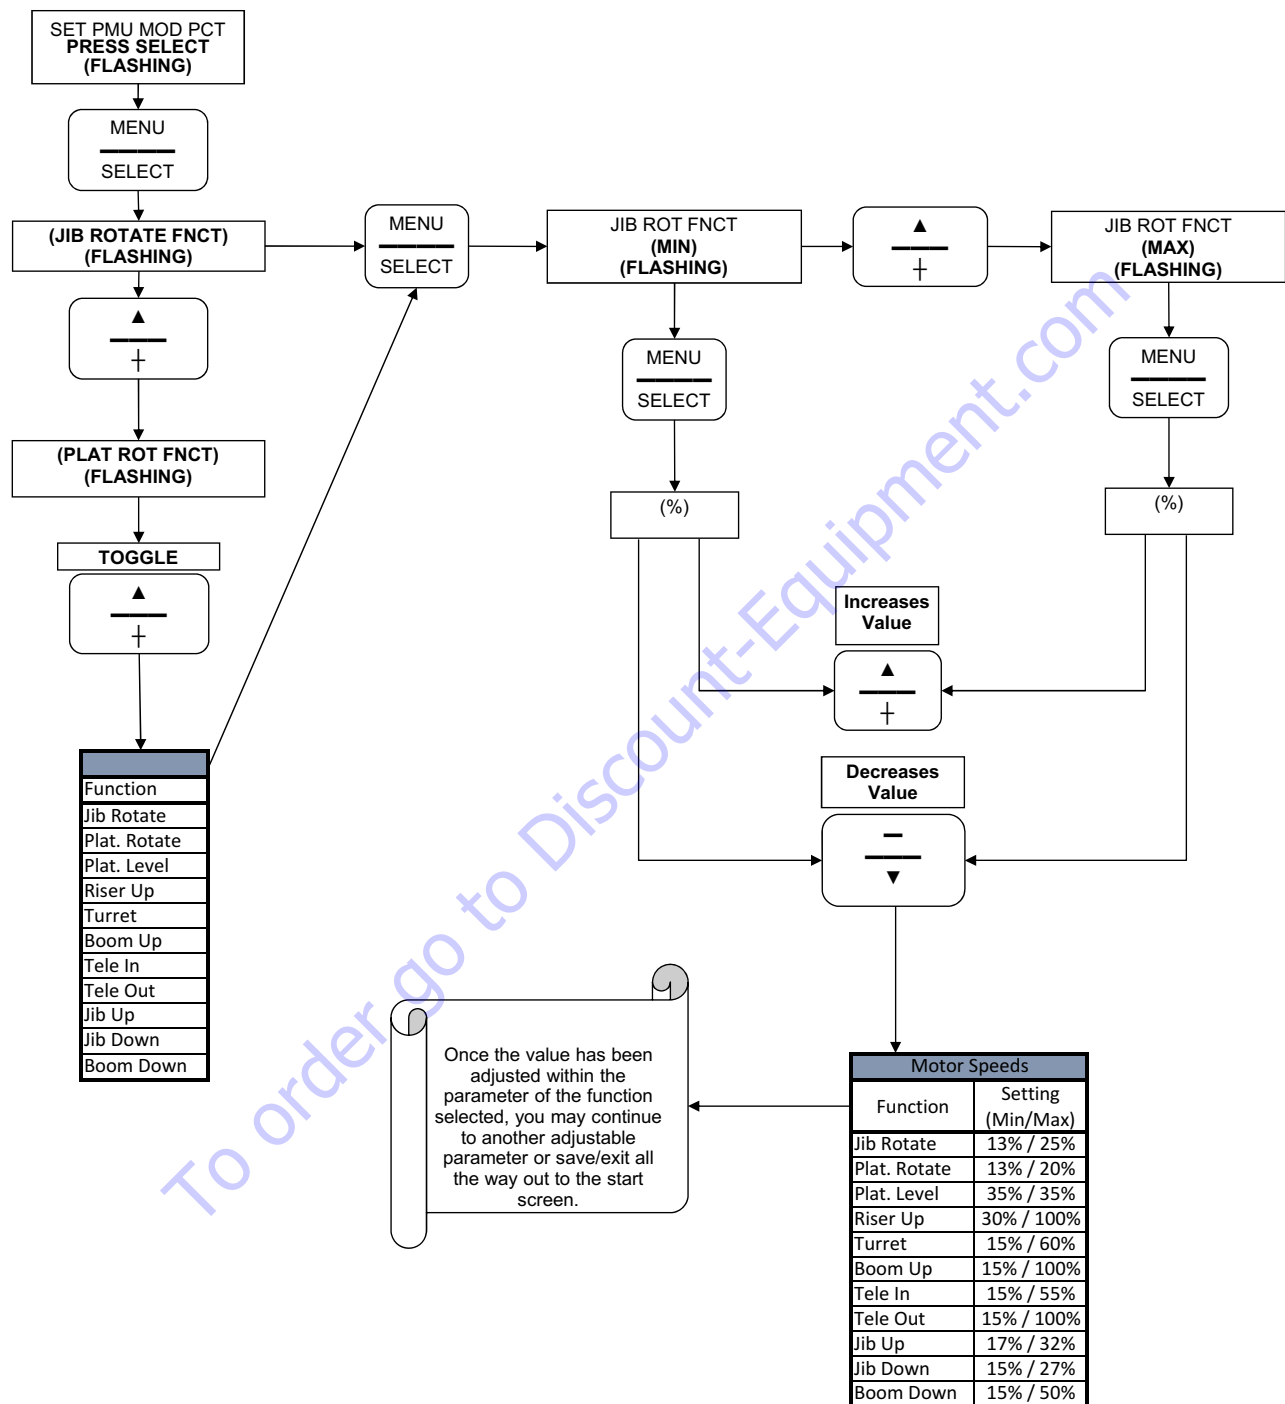 SET PMU MOD PCT
PRESS SELECT
(FLASHING)
MENU
SELECT
(JIB ROTATE FNCT)
(FLASHING)
▲
+
(PLAT ROT FNCT)
(FLASHING)
TOGGLE
▲
+
Function
Jib Rotate
Plat. Rotate
Plat. Level
Riser Up
Turret
Boom Up
Tele In
Tele Out
Jib Up
Jib Down
Boom Down
MENU
SELECT
JIB ROT FNCT
(MIN)
(FLASHING)
▲
+
JIB ROT FNCT
(MAX)
(FLASHING)
MENU
SELECT
MENU
SELECT
(%)
(%)
Increases
Value
▲
+
Decreases
Value
–
▼
Motor Speeds
Function Setting
(Min/Max)
Jib Rotate 13% / 25%
Plat. Rotate 13% / 20%
Plat. Level 35% / 35%
Riser Up 30% / 100%
Turret 15% / 60%
Boom Up 15% / 100%
Tele In 15% / 55%
Tele Out 15% / 100%
Jib Up 17% / 32%
Jib Down 15% / 27%
Boom Down 15% / 50%
Once the value has been
adjusted within the
parameter of the function
selected, you may continue
to another adjustable
parameter or save/exit all
the way out to the start
screen.
To order go to Discount-Equipment.com